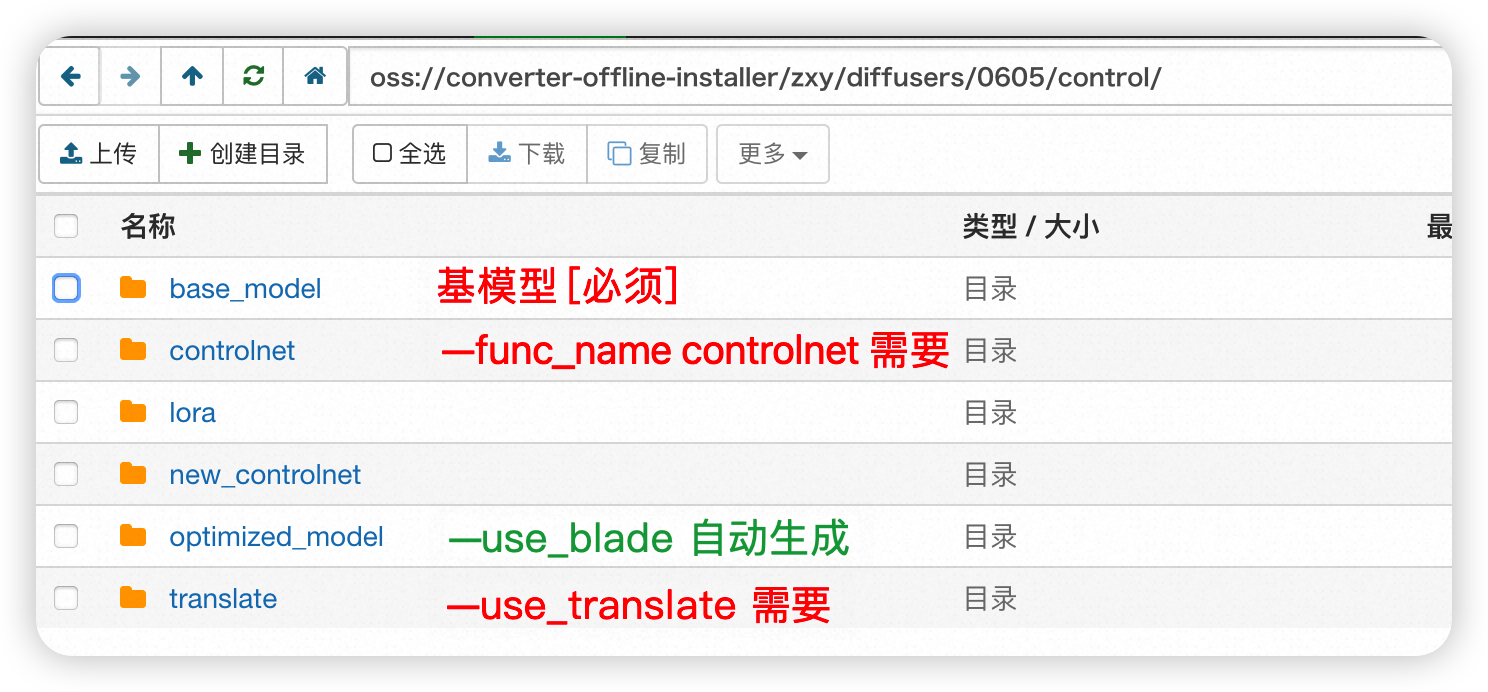 oss://converter-offline-installer/zxy/diffusers/0605/control/
上传 创建目录 全选 下载 复制 更多
名称 类型 / 大小 最
base_model 基模型 [必须] 目录
controlnet —func_name controlnet 需要 目录
lora 目录
new_controlnet 目录
optimized_model —use_blade 自动生成 目录
translate —use_translate 需要 目录